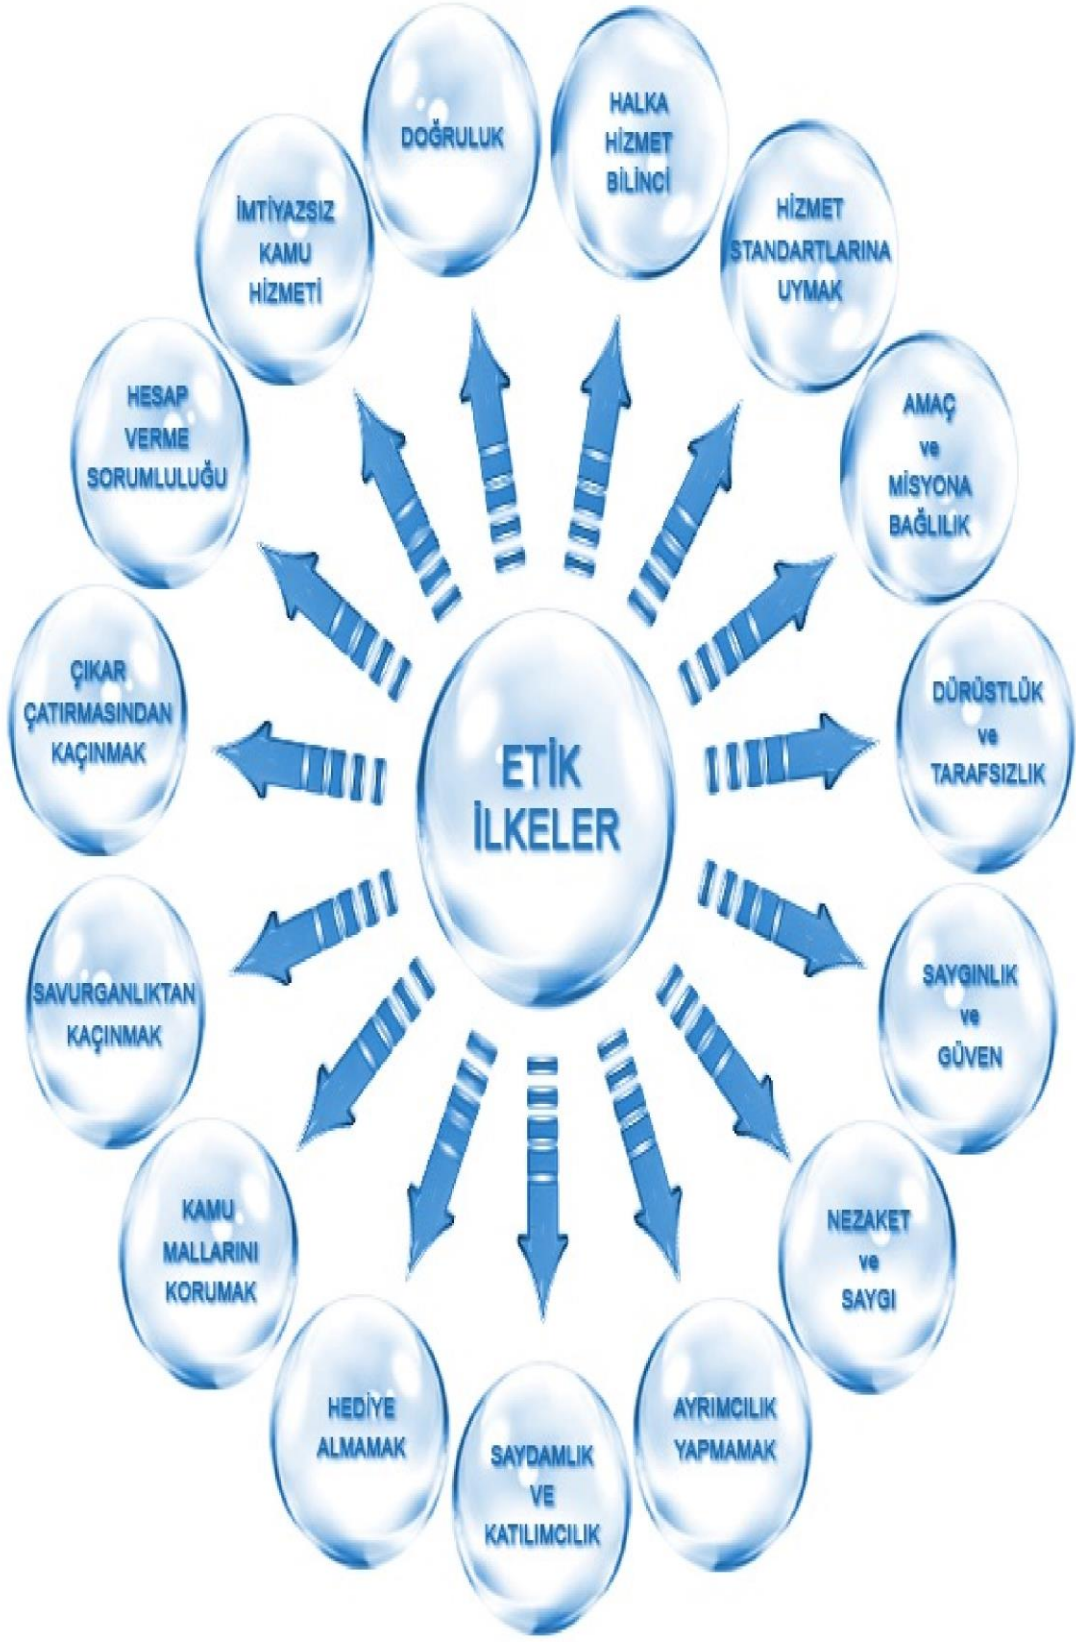 DOĞRULUK
HALKA
HİZMET
BİLİNCİ
HİZMET
STANDARTLARINA
UYMAK
AMAÇ
ve
MİSYONA
BAĞLILIK
DÜRÜSTLÜK
ve
TARAFSIZLIK
SAYGINLIK
ve
GÜVEN
NEZAKET
ve
SAYGI
AYRIMCILIK
YAPMAMAK
SAYDAMLIK
VE
KATILIMCILIK
HEDİYE
ALMAMAK
KAMU
MALLARINI
KORUMAK
SAVURGANLIKTAN
KAÇINMAK
ÇIKAR
ÇATIRMASINDAN
KAÇINMAK
HESAP
VERME
SORUMLULUĞU
İMTİYAZSIZ
KAMU
HİZMETİ
ETİK
İLKELER